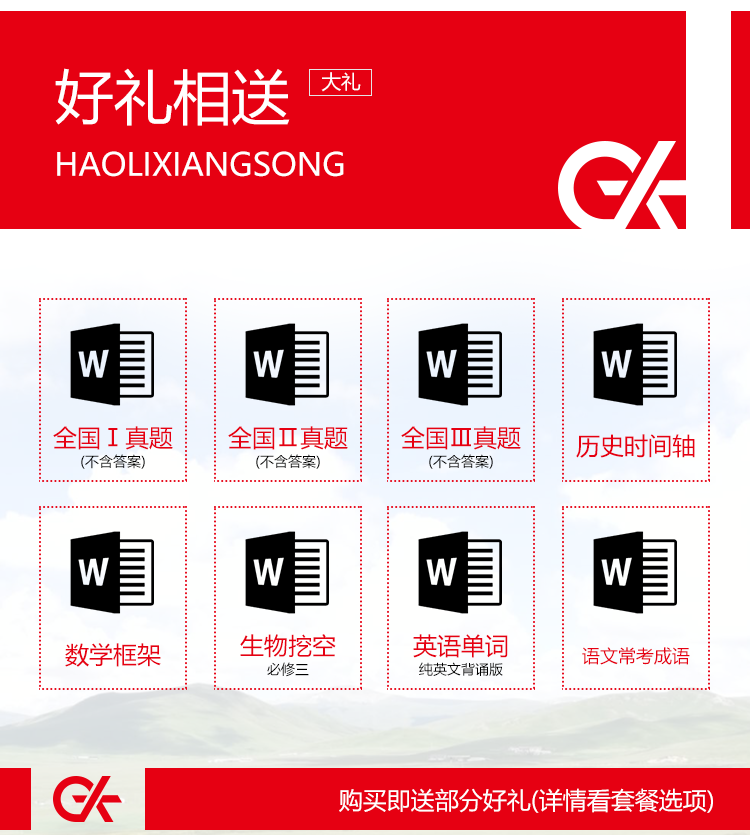 好礼相送
大礼
HAOLIXIANGSONG
W
W
W
W
全国Ⅰ真题
(不含答案)
全国Ⅱ真题
(不含答案)
全国Ⅲ真题
(不含答案)
历史时间轴
W
W
W
W
数学框架
生物挖空
必修三
英语单词
纯英文背诵版
语文常考成语
购买即送部分好礼(详情看套餐选项)